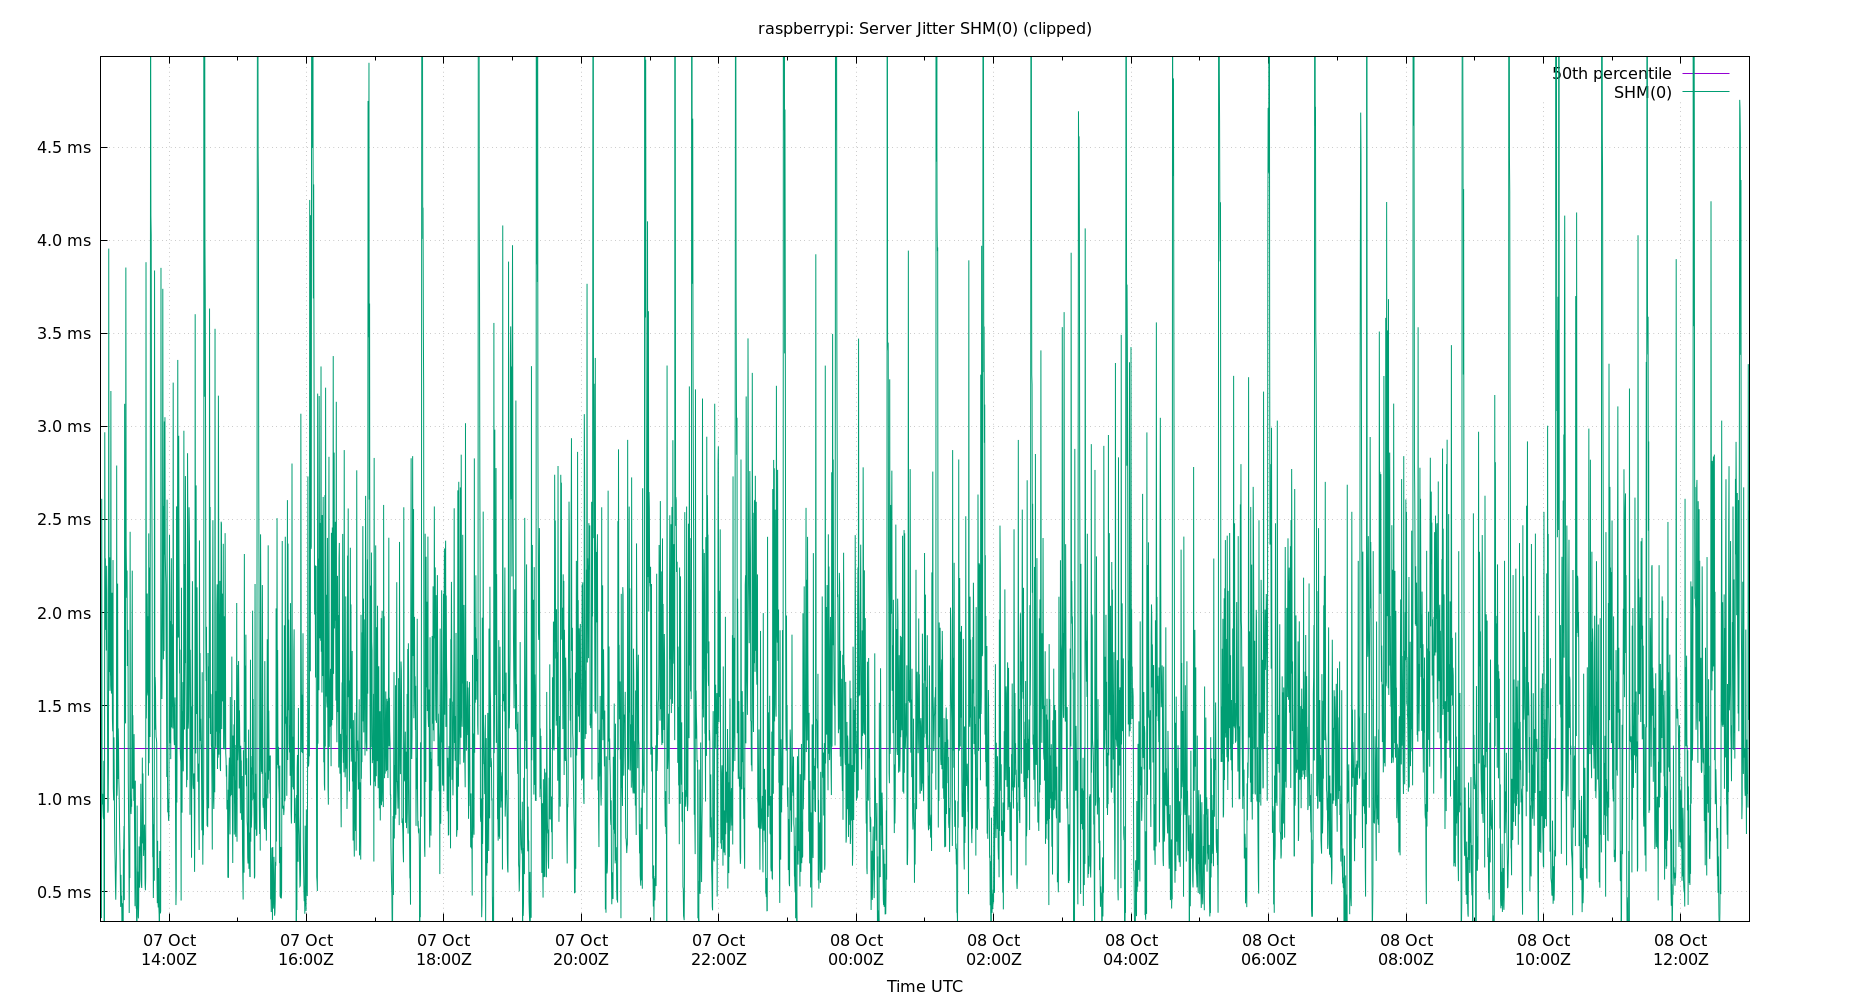 raspberrypi: Server Jitter SHM(0) (clipped)
50th percentile
SHM(0)
4.5 ms
4.0 ms
3.5 ms
3.0 ms
2.5 ms
2.0 ms
1.5 ms
1.0 ms
0.5 ms
07 Oct 07 Oct 07 Oct 07 Oct 07 Oct 08 Oct 08 Oct 08 Oct 08 Oct 08 Oct 08 Oct 08 Oct
14:00Z 16:00Z 18:00Z 20:00Z 22:00Z 00:00Z 02:00Z 04:00Z 06:00Z 08:00Z 10:00Z 12:00Z
Time UTC